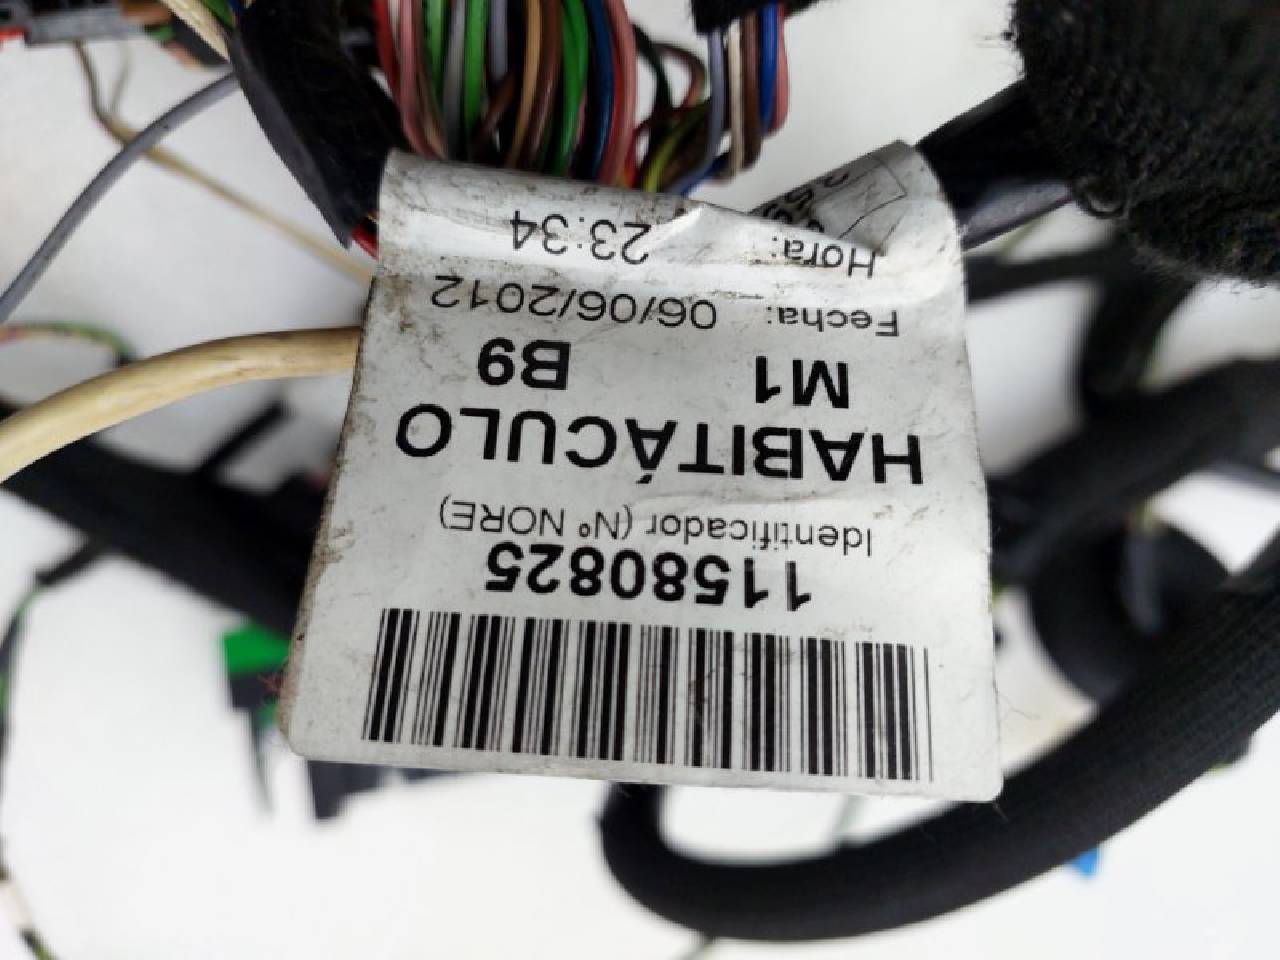 11580825
Identificador (Nº NORE)
HABITÁCULO
M1 B9
Fecha: 06/06/2012
Hora: 23:34